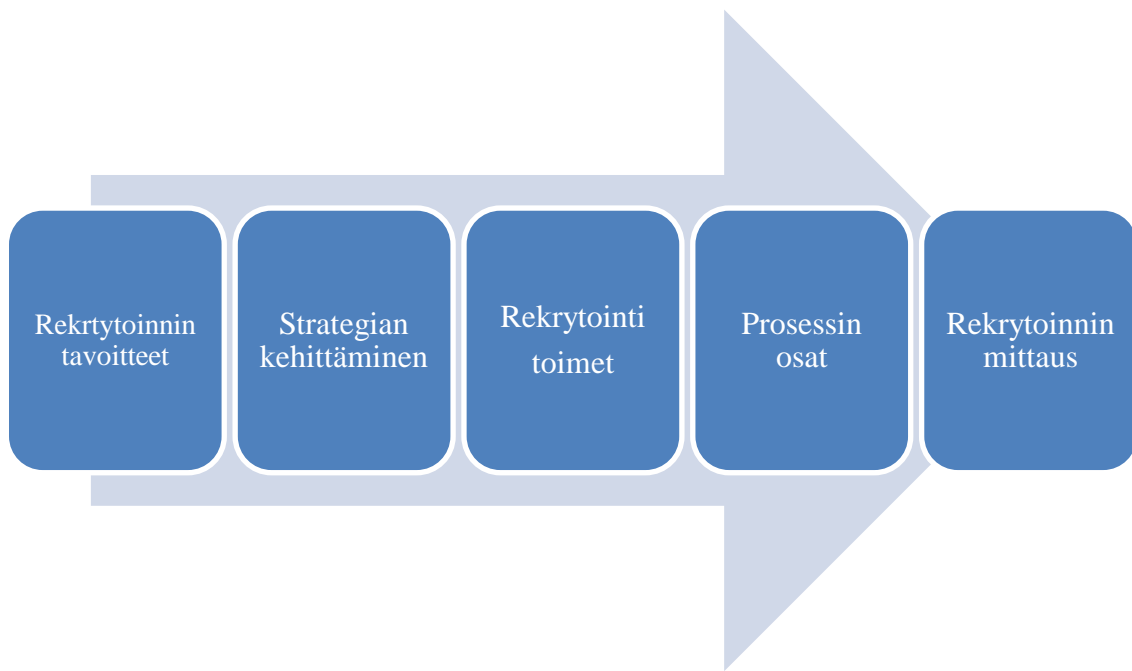 Rekrtytoinnin
tavoitteet
Strategian
kehittäminen
Rekrytointi
toimet
Prosessin
osat
Rekrytoinnin
mittaus